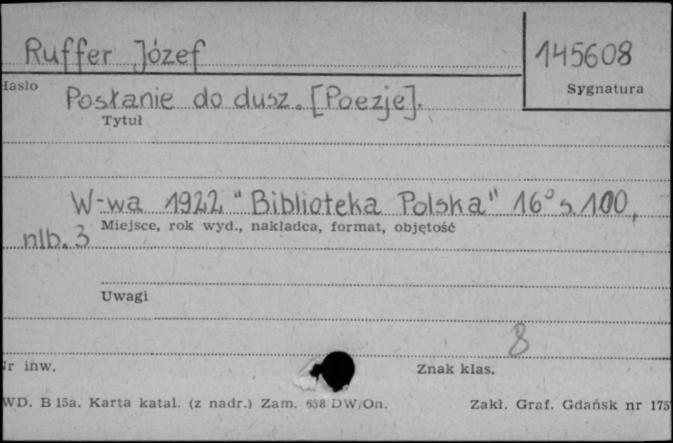 Ruffer Józef
145608
Hasło
Sygnatura
Posłanie do dusz. [Poezje].
Tytuł
W-wa 1922 "Biblioteka Polska" 16° s. 100,
Miejsce, rok wyd., nakładca, format, objętość
nlb. 3
Uwagi
8
Nr inw.
Znak klas.
WD. B 15a. Karta katal. (z nadr.) Zam. 658 DW/On.
Zakł. Graf. Gdańsk nr 175